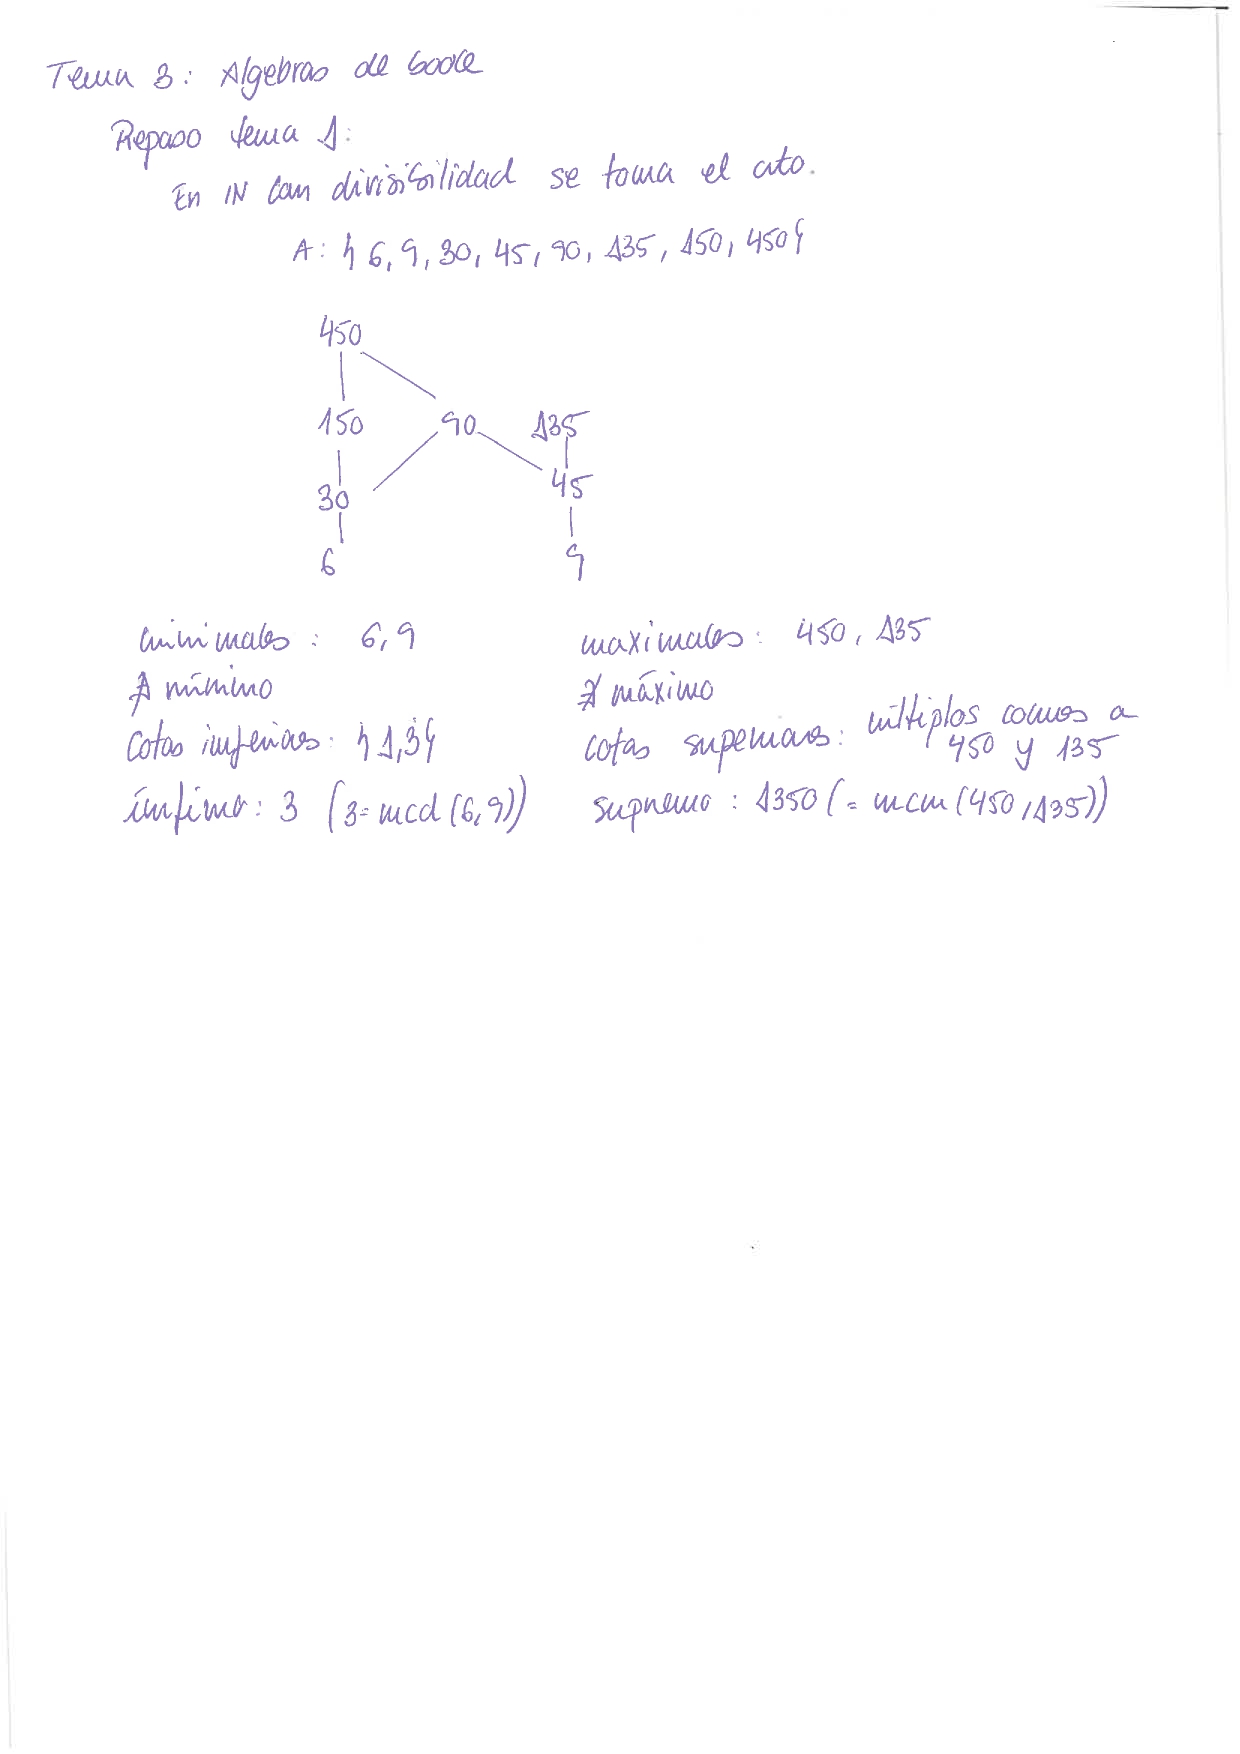 Tema 3: Algebras de boole
Repaso tema 1:
En IN con divisibilidad se toma el cto.
A: { 6, 9, 30, 45, 90, 135, 150, 450 }
450
150 90 135
30 45
6 9
minimales: 6, 9 maximales: 450, 135
∄ mínimo ∄ máximo
Cotas inferiores: { 1, 3 } cotas superiores: múltiplos comunes a
450 y 135
ínfimo: 3 (3 = mcd (6, 9)) supremo: 1350 (= mcm (450, 135))